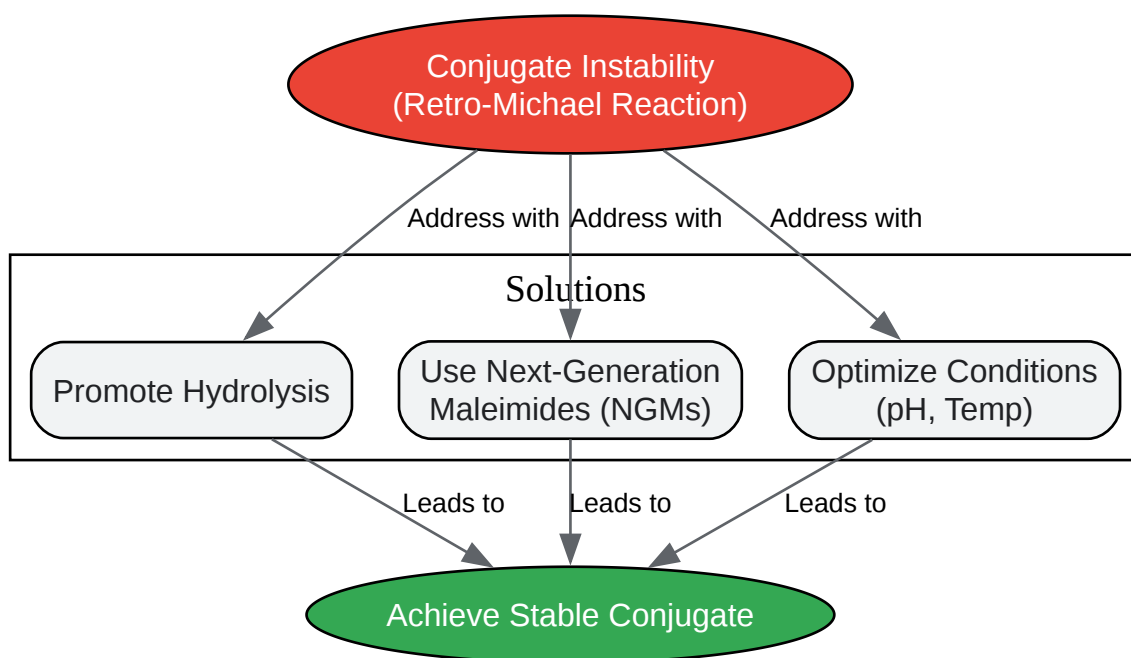 Conjugate Instability
(Retro-Michael Reaction)
Address with
Address with
Address with
Solutions
Promote Hydrolysis
Use Next-Generation
Maleimides (NGMs)
Optimize Conditions
(pH, Temp)
Leads to
Leads to
Leads to
Achieve Stable Conjugate